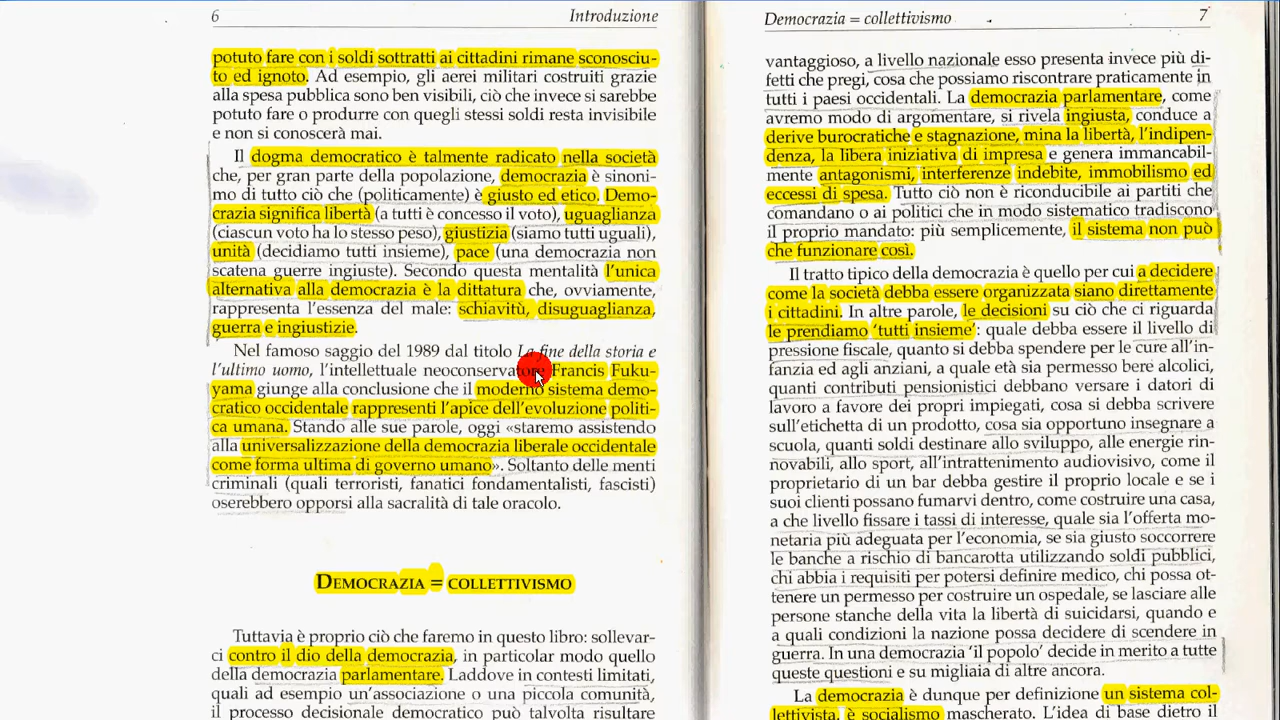 6
Introduzione
potuto fare con i soldi sottratti ai cittadini rimane sconosciu-
to ed ignoto. Ad esempio, gli aerei militari costruiti grazie
alla spesa pubblica sono ben visibili, ciò che invece si sarebbe
potuto fare o produrre con quegli stessi soldi resta invisibile
e non si conoscerà mai.
Il dogma democratico è talmente radicato nella società
che, per gran parte della popolazione, democrazia è sinoni-
mo di tutto ciò che (politicamente) è giusto ed etico. Demo-
crazia significa libertà (a tutti è concesso il voto), uguaglianza
(ciascun voto ha lo stesso peso), giustizia (siamo tutti uguali),
unità (decidiamo tutti insieme), pace (una democrazia non
scatena guerre ingiuste). Secondo questa mentalità l'unica
alternativa alla democrazia è la dittatura che, ovviamente,
rappresenta l'essenza del male: schiavitù, disuguaglianza,
guerra e ingiustizie.
Nel famoso saggio del 1989 dal titolo La fine della storia e
l'ultimo uomo, l'intellettuale neoconservatore Francis Fuku-
yama giunge alla conclusione che il moderno sistema demo-
cratico occidentale rappresenti l'apice dell'evoluzione politi-
ca umana. Stando alle sue parole, oggi «staremo assistendo
alla universalizzazione della democrazia liberale occidentale
come forma ultima di governo umano». Soltanto delle menti
criminali (quali terroristi, fanatici fondamentalisti, fascisti)
oserebbero opporsi alla sacralità di tale oracolo.
DEMOCRAZIA = COLLETTIVISMO
Tuttavia è proprio ciò che faremo in questo libro: sollevar-
ci contro il dio della democrazia, in particolar modo quello
della democrazia parlamentare. Laddove in contesti limitati,
quali ad esempio un'associazione o una piccola comunità,
il processo decisionale democratico può talvolta risultare
Democrazia = collettivismo
7
vantaggioso, a livello nazionale esso presenta invece più di-
fetti che pregi, cosa che possiamo riscontrare praticamente in
tutti i paesi occidentali. La democrazia parlamentare, come
avremo modo di argomentare, si rivela ingiusta, conduce a
derive burocratiche e stagnazione, mina la libertà, l'indipen-
denza, la libera iniziativa di impresa e genera immancabil-
mente antagonismi, interferenze indebite, immobilismo ed
eccessi di spesa. Tutto ciò non è riconducibile ai partiti che
comandano o ai politici che in modo sistematico tradiscono
il proprio mandato: più semplicemente, il sistema non può
che funzionare così.
Il tratto tipico della democrazia è quello per cui a decidere
come la società debba essere organizzata siano direttamente
i cittadini. In altre parole, le decisioni su ciò che ci riguarda
le prendiamo 'tutti insieme': quale debba essere il livello di
pressione fiscale, quanto si debba spendere per le cure all'in-
fanzia ed agli anziani, a quale età sia permesso bere alcolici,
quanti contributi pensionistici debbano versare i datori di
lavoro a favore dei propri impiegati, cosa si debba scrivere
sull'etichetta di un prodotto, cosa sia opportuno insegnare a
scuola, quanti soldi destinare allo sviluppo, alle energie rin-
novabili, allo sport, all'intrattenimento audiovisivo, come il
proprietario di un bar debba gestire il proprio locale e se i
suoi clienti possano fumarvi dentro, come costruire una casa,
a che livello fissare i tassi di interesse, quale sia l'offerta mo-
netaria più adeguata per l'economia, se sia giusto soccorrere
le banche a rischio di bancarotta utilizzando soldi pubblici,
chi abbia i requisiti per potersi definire medico, chi possa ot-
tenere un permesso per costruire un ospedale, se lasciare alle
persone stanche della vita la libertà di suicidarsi, quando e
a quali condizioni la nazione possa decidere di scendere in
guerra. In una democrazia 'il popolo' decide in merito a tutte
queste questioni e su migliaia di altre ancora.
La democrazia è dunque per definizione un sistema col-
lettivista, è socialismo mascherato. L'idea di base dietro il